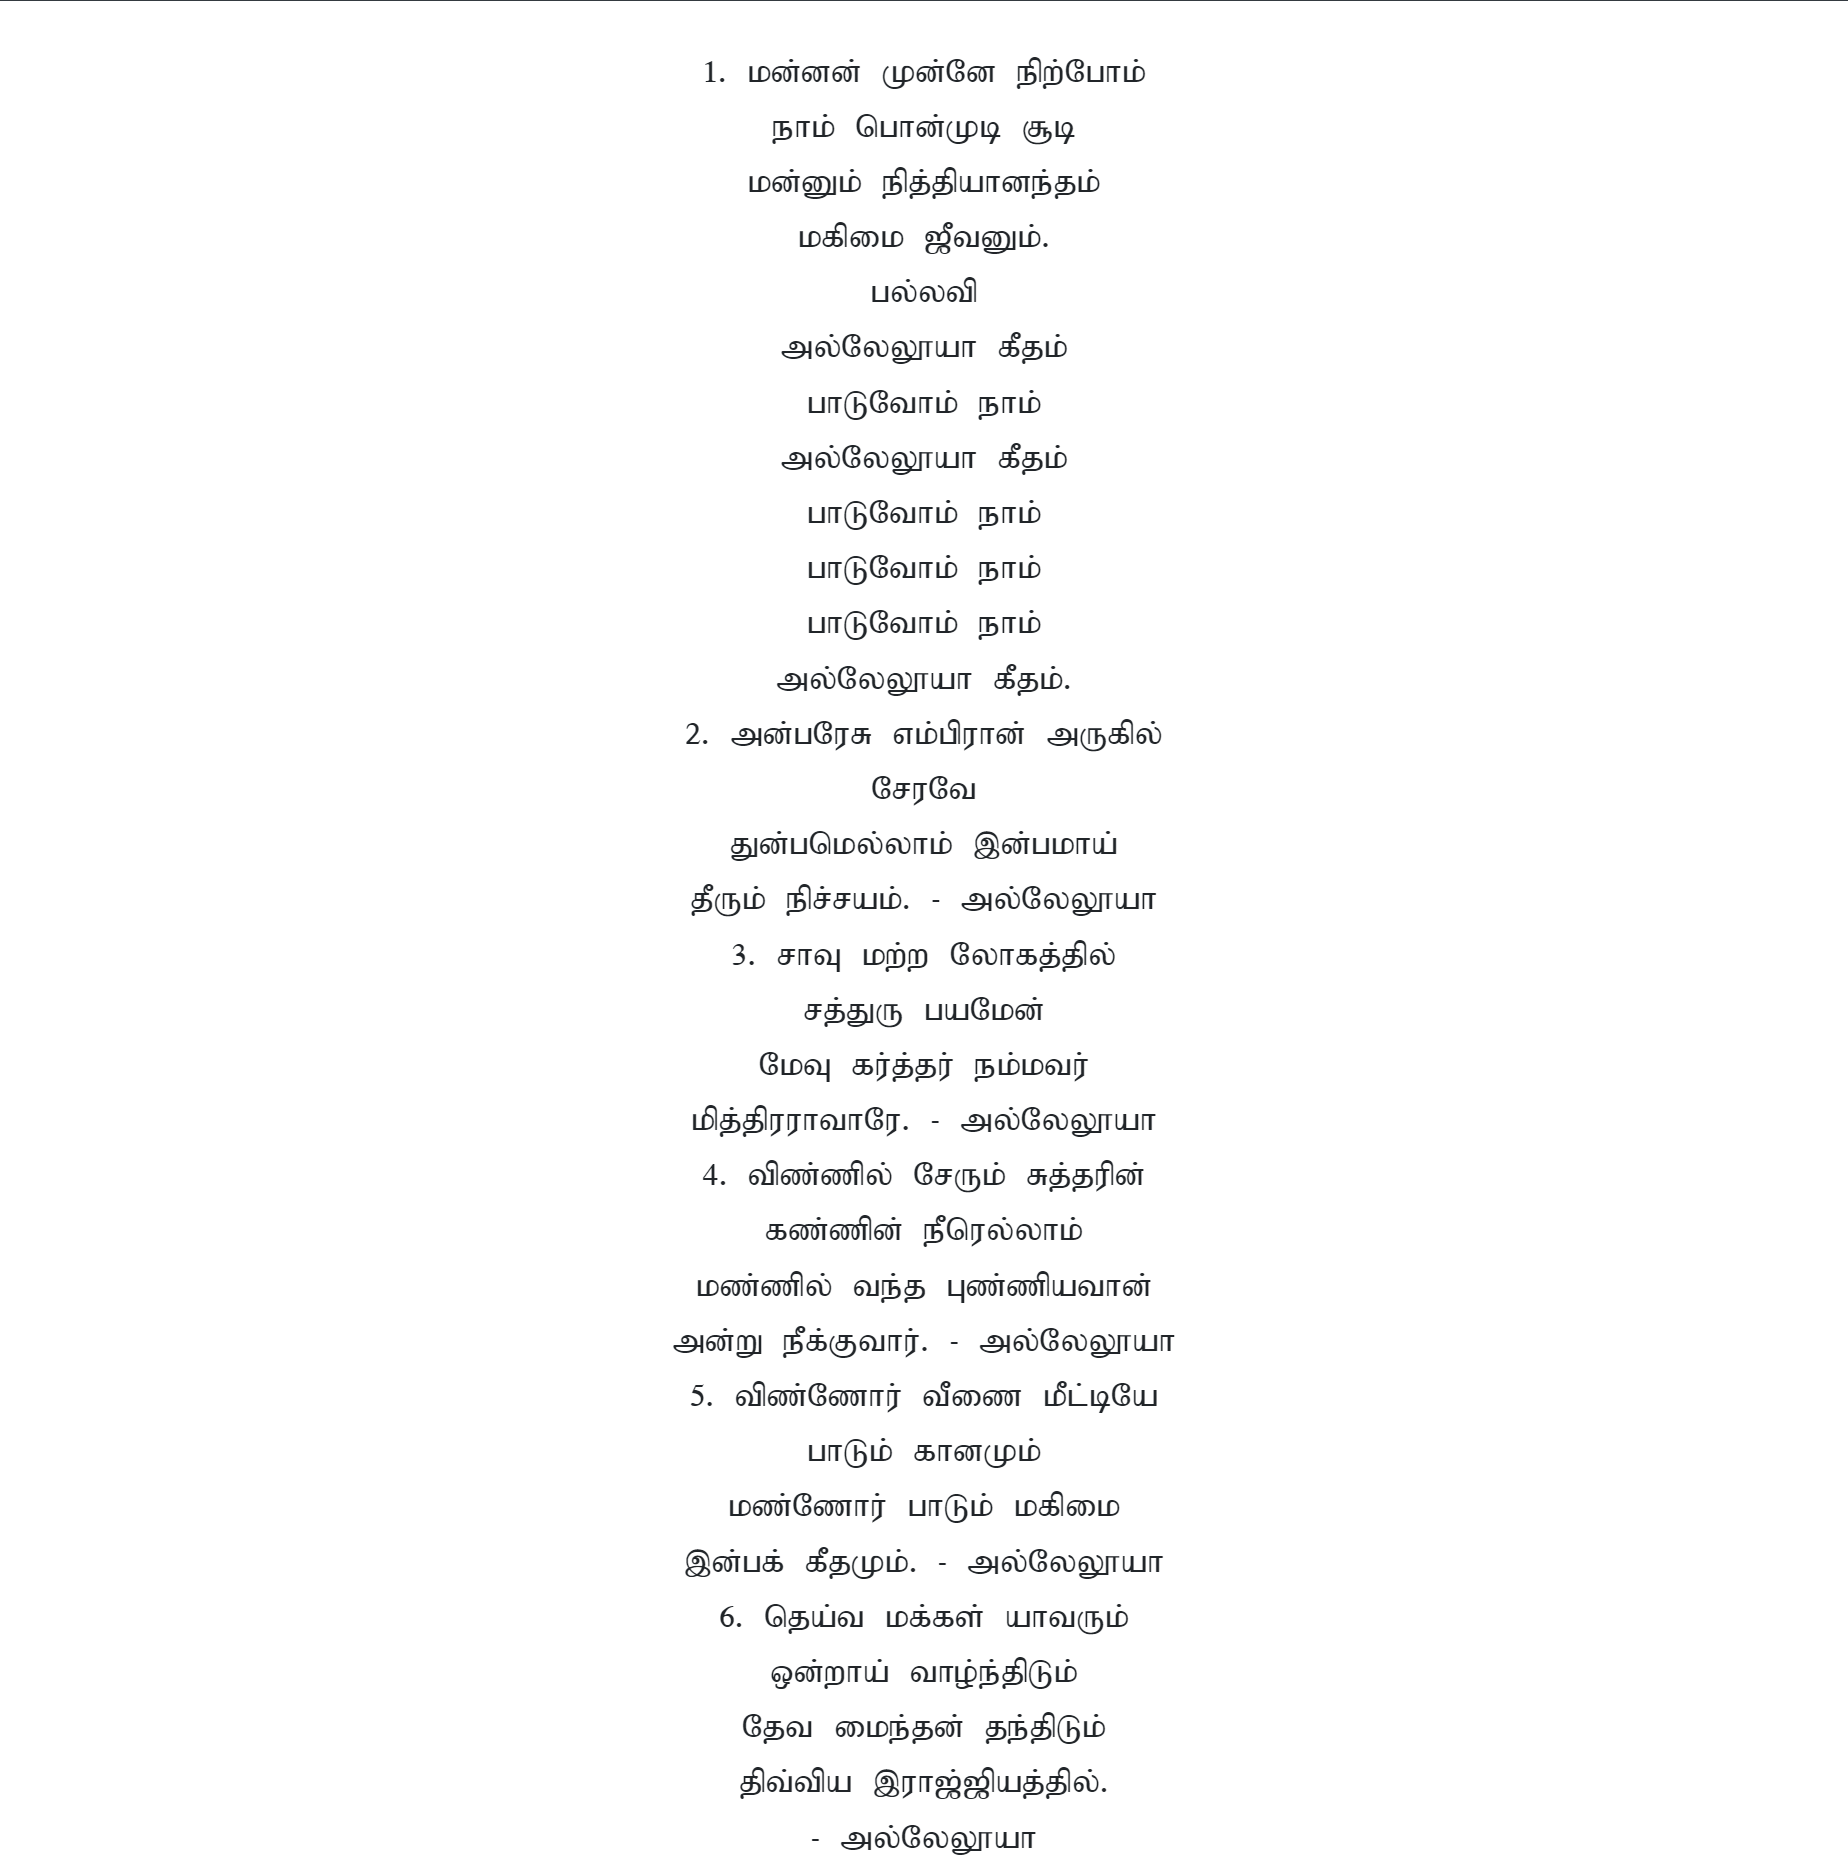 1. மன்னன் முன்னே நிற்போம்
நாம் பொன்முடி சூடி
மன்னும் நித்தியானந்தம்
மகிமை ஜீவனும்.
பல்லவி
அல்லேலூயா கீதம்
பாடுவோம் நாம்
அல்லேலூயா கீதம்
பாடுவோம் நாம்
பாடுவோம் நாம்
பாடுவோம் நாம்
அல்லேலூயா கீதம்.
2. அன்பரேசு எம்பிரான் அருகில்
சேரவே
துன்பமெல்லாம் இன்பமாய்
தீரும் நிச்சயம். - அல்லேலூயா
3. சாவு மற்ற லோகத்தில்
சத்துரு பயமேன்
மேவு கர்த்தர் நம்மவர்
மித்திரராவாரே. - அல்லேலூயா
4. விண்ணில் சேரும் சுத்தரின்
கண்ணின் நீரெல்லாம்
மண்ணில் வந்த புண்ணியவான்
அன்று நீக்குவார். - அல்லேலூயா
5. விண்ணோர் வீணை மீட்டியே
பாடும் கானமும்
மண்ணோர் பாடும் மகிமை
இன்பக் கீதமும். - அல்லேலூயா
6. தெய்வ மக்கள் யாவரும்
ஒன்றாய் வாழ்ந்திடும்
தேவ மைந்தன் தந்திடும்
திவ்விய இராஜ்ஜியத்தில்.
- அல்லேலூயா